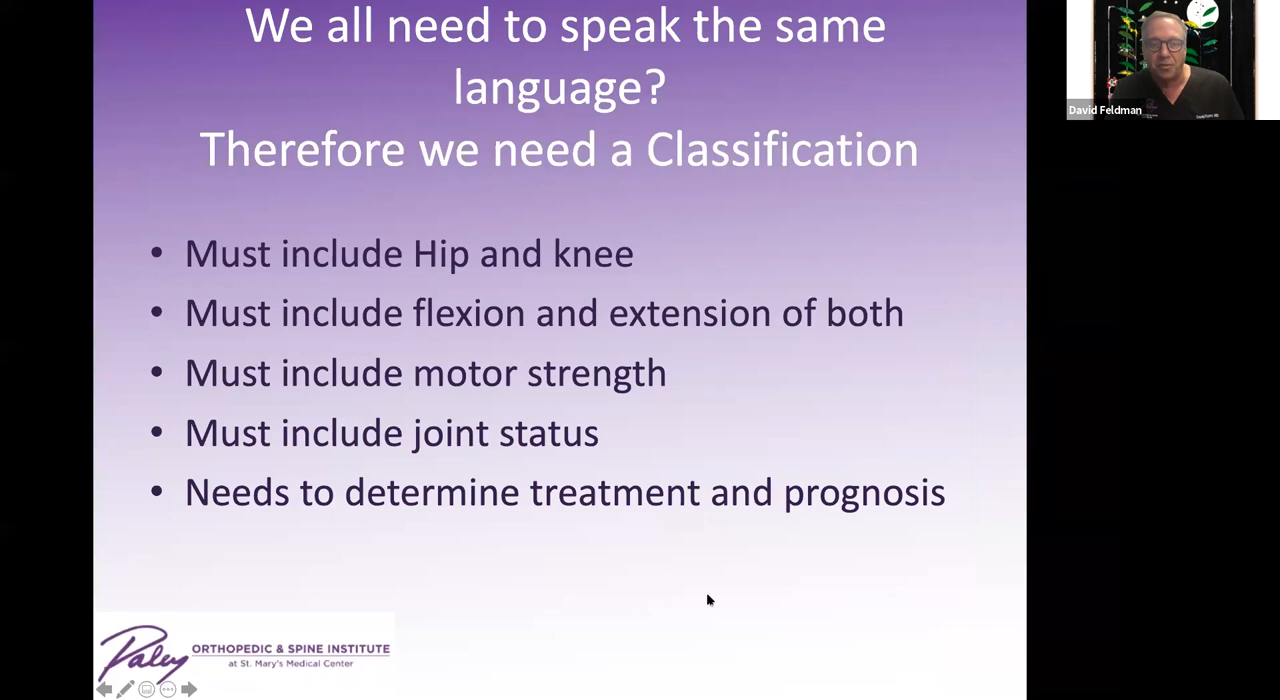 We all need to speak the same
language?
Therefore we need a Classification
• Must include Hip and knee
• Must include flexion and extension of both
• Must include motor strength
• Must include joint status
• Needs to determine treatment and prognosis
Paley
ORTHOPEDIC & SPINE INSTITUTE
at St. Mary's Medical Center
David Feldman